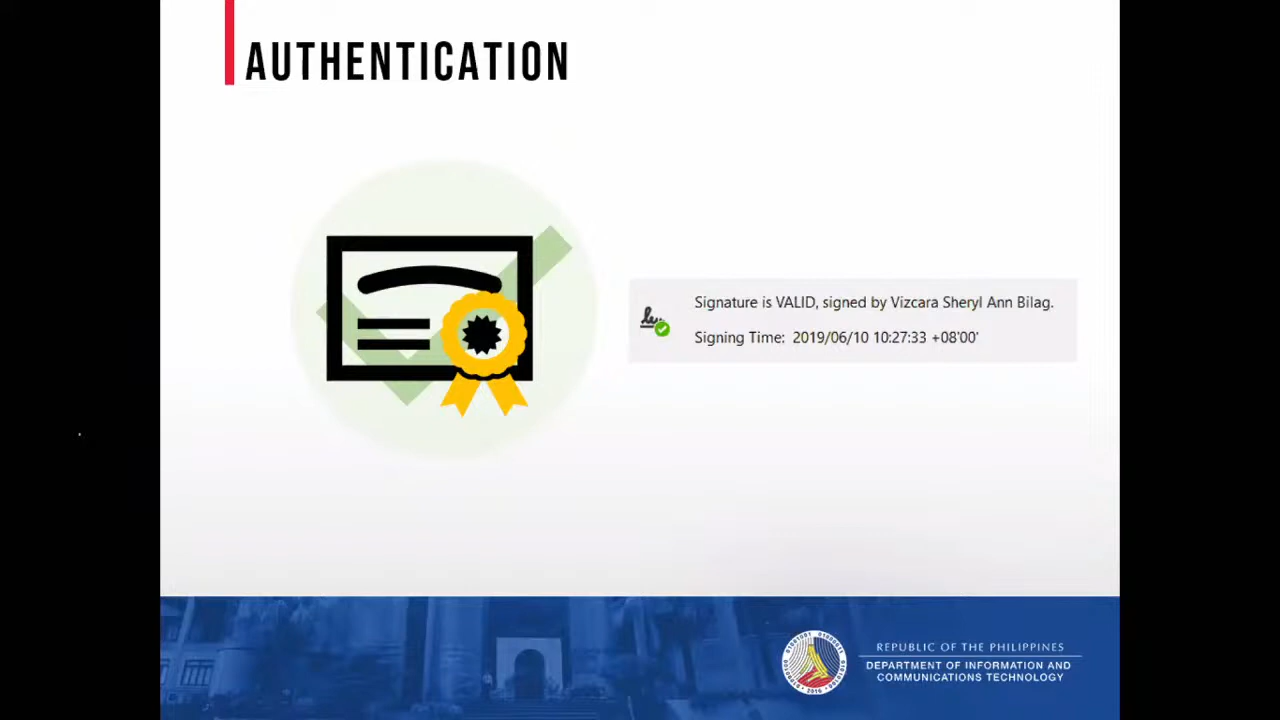 AUTHENTICATION
Signature is VALID, signed by Vizcara Sheryl Ann Bilag.
Signing Time: 2019/06/10 10:27:33 +08'00'
REPUBLIC OF THE PHILIPPINES
DEPARTMENT OF INFORMATION AND
COMMUNICATIONS TECHNOLOGY
2016